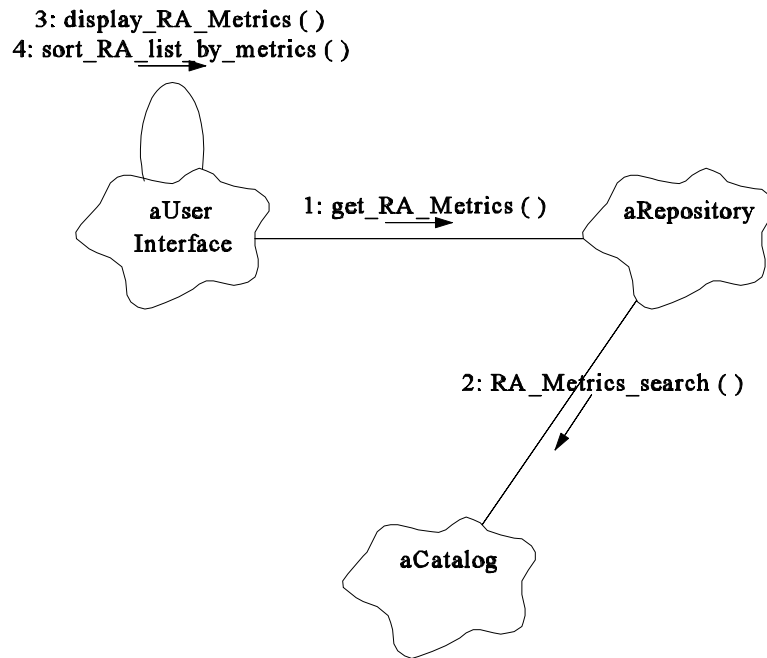 3: display_RA_Metrics ( )
4: sort_RA_list_by_metrics ( )
aUser
Interface
1: get_RA_Metrics ( )
aRepository
2: RA_Metrics_search ( )
aCatalog